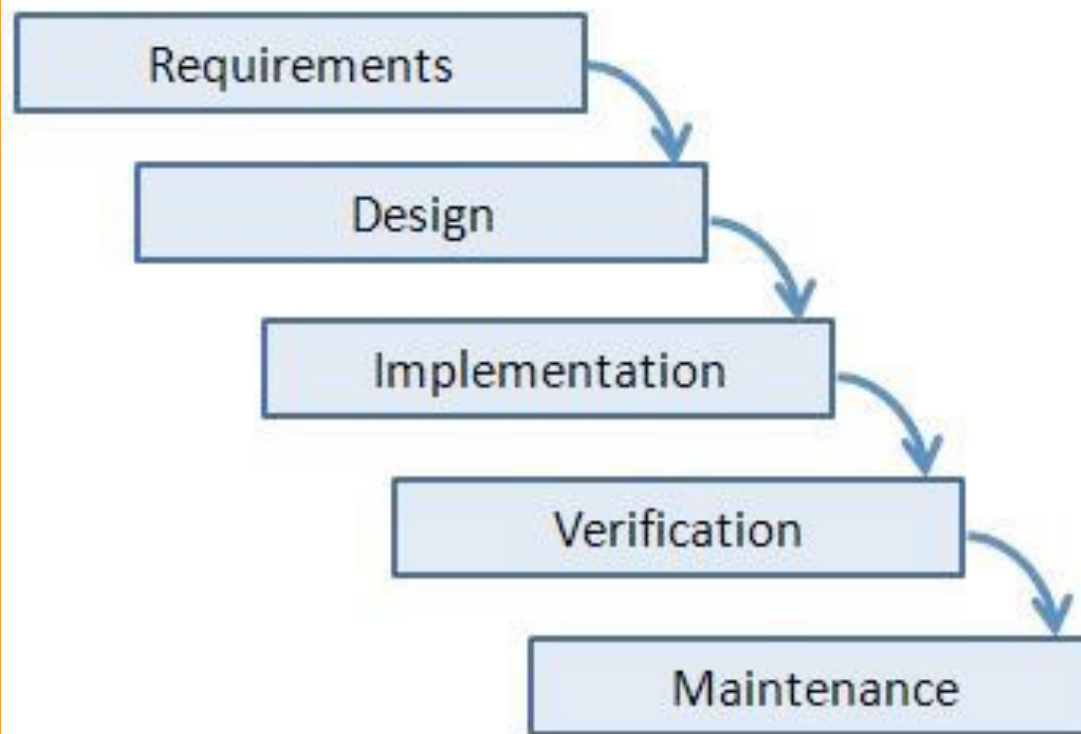 Requirements
Design
Implementation
Verification
Maintenance